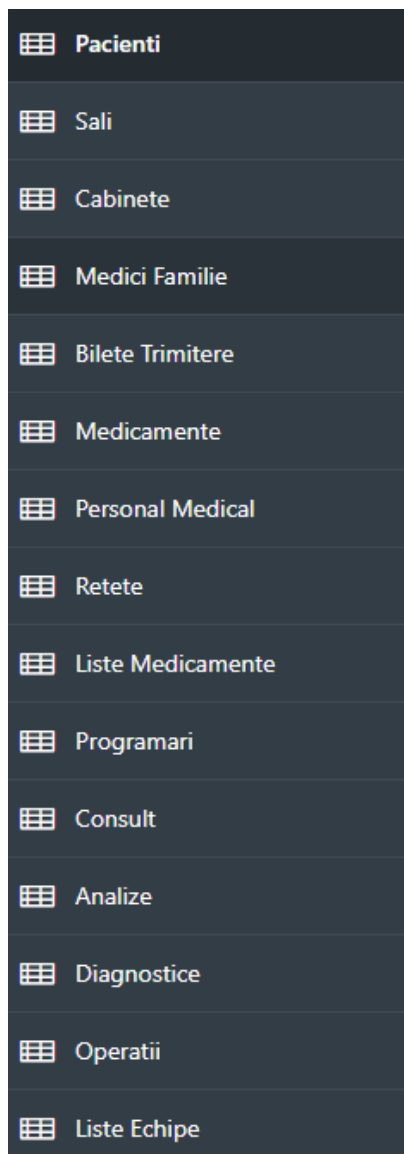 Pacienti
Sali
Cabinete
Medici Familie
Bilete Trimitere
Medicamente
Personal Medical
Retete
Liste Medicamente
Programari
Consult
Analize
Diagnostice
Operatii
Liste Echipe